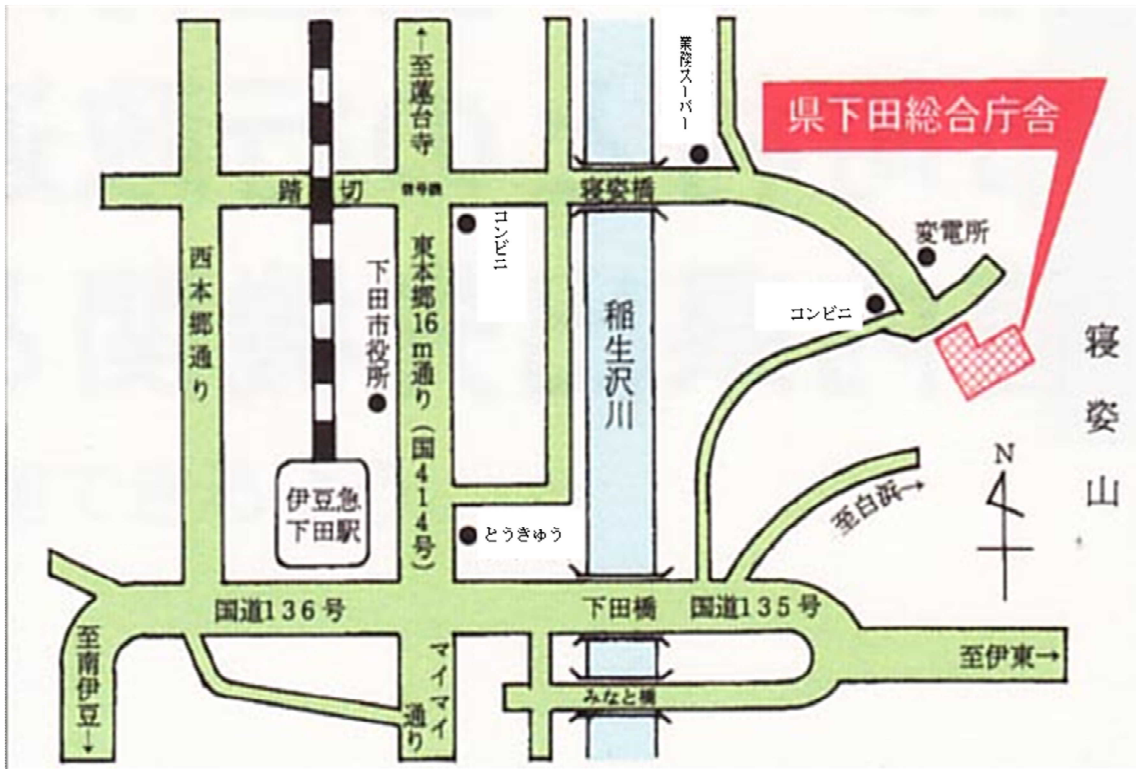 ↑至蓮台寺
業務スーパー
県下田総合庁舎
踏切
信号機
寝姿橋
コンビニ
変電所
西本郷通り
下田市役所
東本郷16m通り(国414号)
稲生沢川
コンビニ
寝姿山
伊豆急
下田駅
とうきゅう
N
至白浜→
国道136号
下田橋
国道135号
至南伊豆→
マイマイ
通り
みなと橋
至伊東→